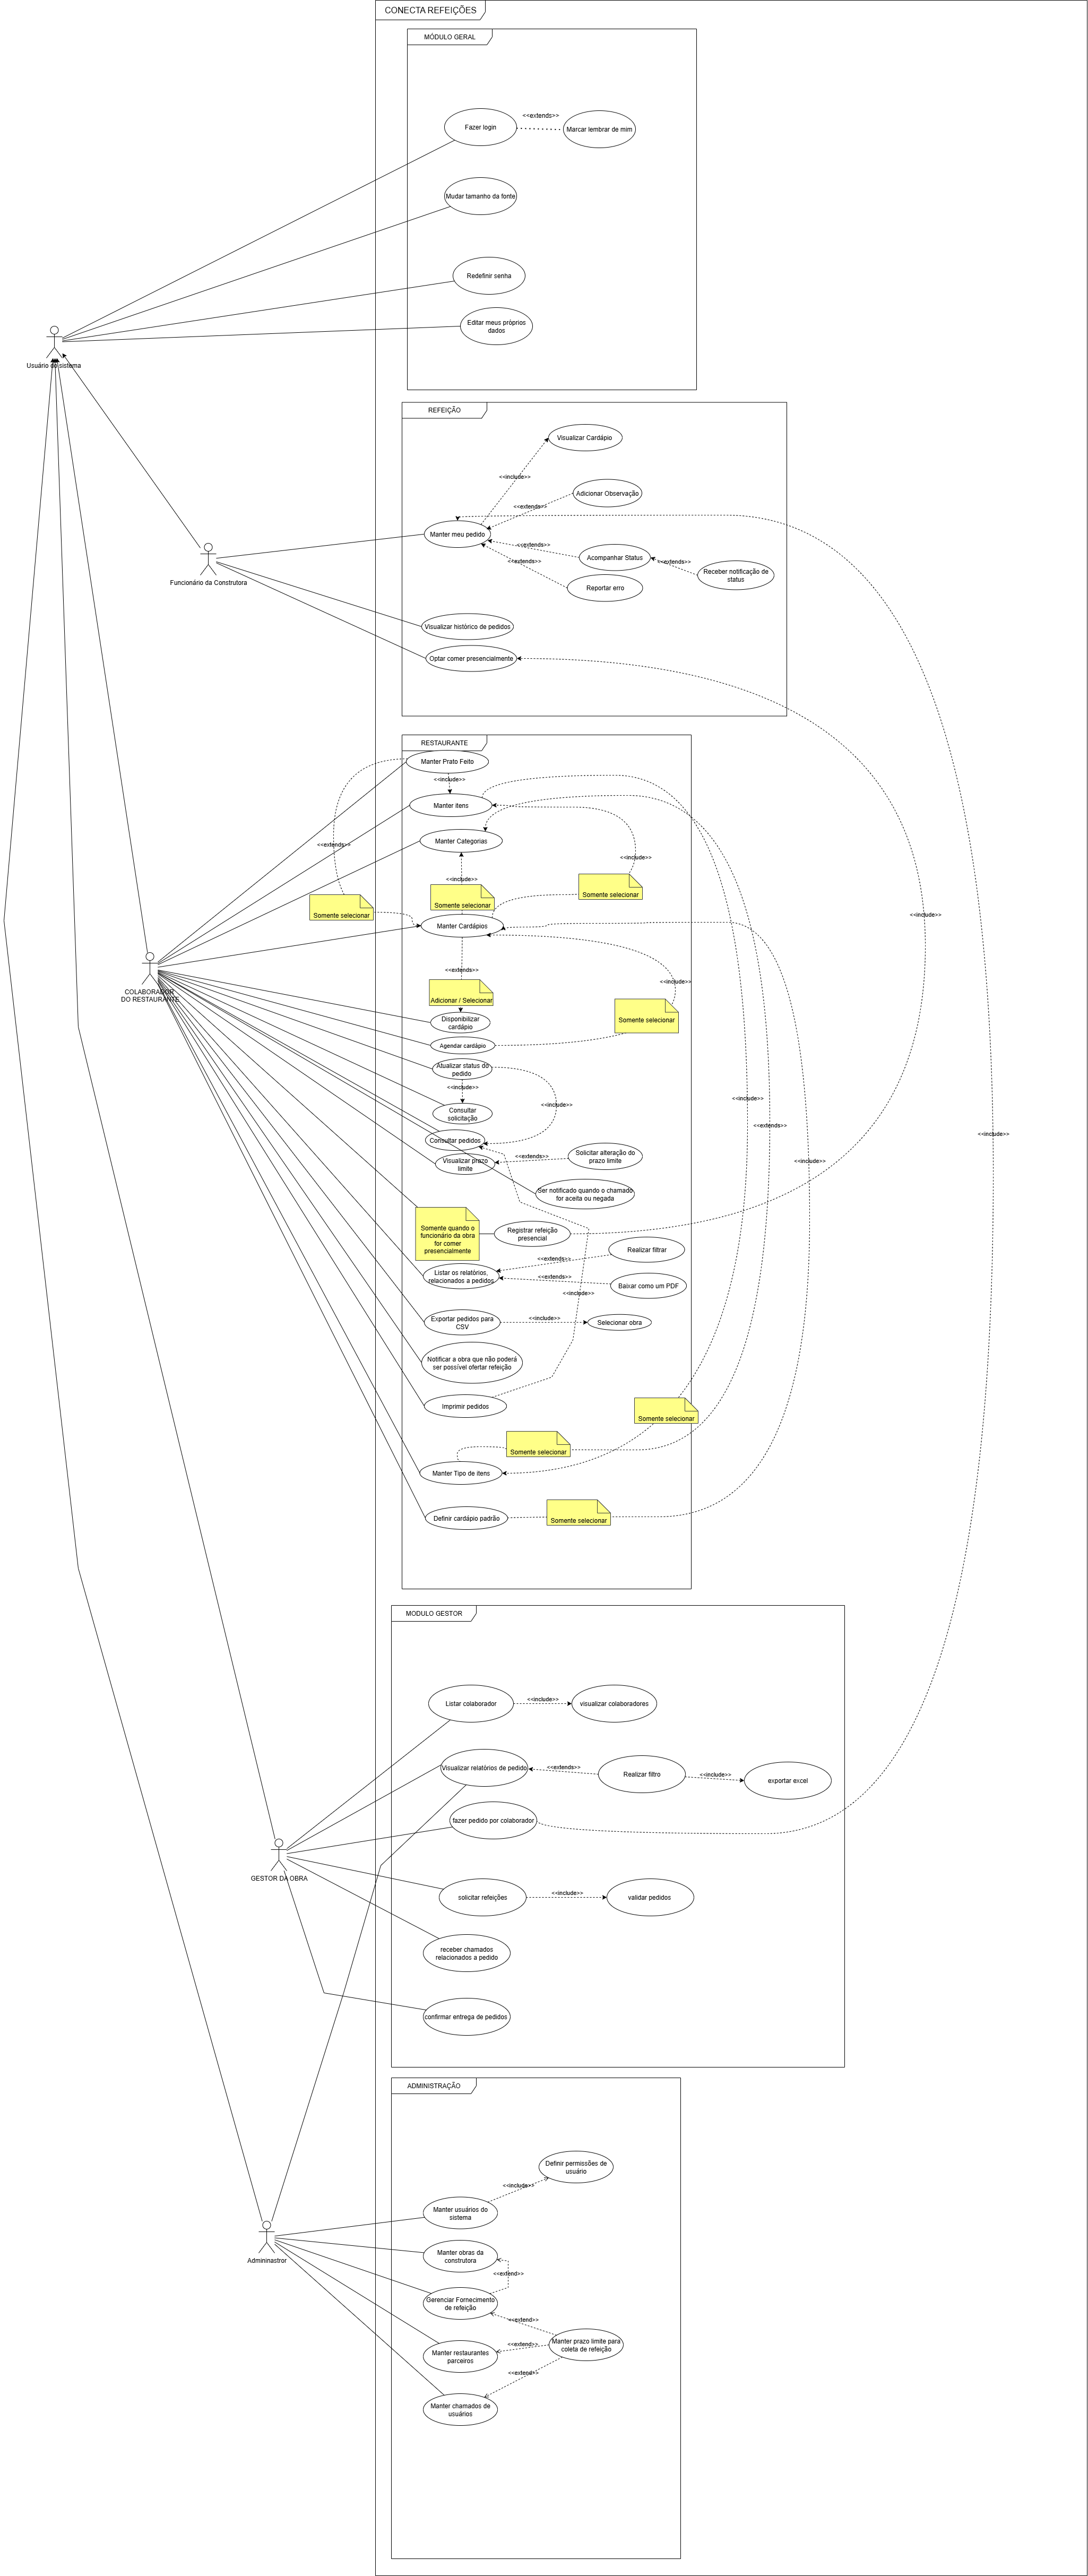 CONECTA REFEIÇÕES
MÓDULO GERAL
Fazer login
<<extends>>
Marcar lembrar de mim
Mudar tamanho da fonte
Redefinir senha
Editar meus próprios
dados
Usuário do sistema
REFEIÇÃO
Visualizar Cardápio
<<include>>
Adicionar Observação
<<extends>>
Manter meu pedido
<<extends>>
Acompanhar Status
<<extends>>
Receber notificação de
status
<<extends>>
Reportar erro
Funcionário da Construtora
Visualizar histórico de pedidos
Optar comer presencialmente
RESTAURANTE
Manter Prato Feito
<<include>>
Manter itens
Manter Categorias
<<extends>>
<<include>>
<<include>>
Somente selecionar
Somente selecionar
Somente selecionar
<<include>>
Manter Cardápios
<<extends>>
<<include>>
Adicionar / Selecionar
COLABORADOR
DO RESTAURANTE
Disponibilizar
cardápio
Somente selecionar
Agendar cardápio
Atualizar status do
pedido
<<include>>
<<include>>
<<include>>
Consultar
solicitação
<<extends>>
<<include>>
Consultar pedidos
Visualizar prazo
limite
<<extends>>
Solicitar alteração do
prazo limite
<<include>>
Ser notificado quando o chamado
for aceita ou negada
Somente quando o
funcionário da obra
for comer
presencialmente
Registrar refeição
presencial
Realizar filtrar
<<extends>>
Listar os relatórios,
relacionados a pedidos
<<extends>>
Baixar como um PDF
<<include>>
Exportar pedidos para
CSV
<<include>>
Selecionar obra
Notificar a obra que não poderá
ser possível ofertar refeição
Imprimir pedidos
Somente selecionar
Somente selecionar
Manter Tipo de itens
Definir cardápio padrão
Somente selecionar
MODULO GESTOR
Listar colaborador
<<include>>
visualizar colaboradores
Visualizar relatórios de pedido
<<extends>>
Realizar filtro
<<include>>
exportar excel
fazer pedido por colaborador
GESTOR DA OBRA
solicitar refeições
<<include>>
validar pedidos
receber chamados
relacionados a pedido
confirmar entrega de pedidos
ADMINISTRAÇÃO
Definir permissões de
usuário
<<include>>
Manter usuários do
sistema
Admininastror
Manter obras da
construtora
<<extend>>
Gerenciar Fornecimento
de refeição
<<extend>>
Manter prazo limite para
coleta de refeição
<<extend>>
Manter restaurantes
parceiros
<<extend>>
Manter chamados de
usuários